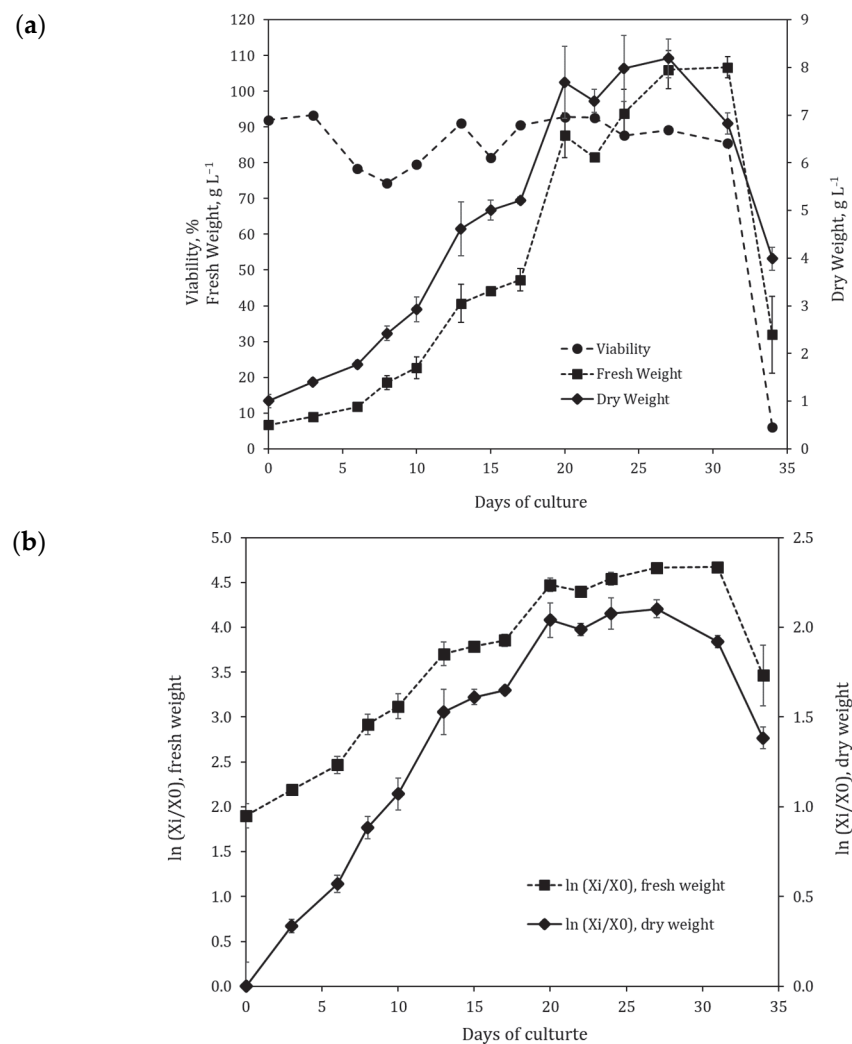 (a)
120
110
100
90
80
70
60
50
40
30
20
10
0
Viability, %
Fresh Weight, g L⁻¹
9
8
7
6
5
4
3
2
1
0
Dry Weight, g L⁻¹
Viability
Fresh Weight
Dry Weight
0 5 10 15 20 25 30 35
Days of culture
(b)
5.0
4.5
4.0
3.5
3.0
2.5
2.0
1.5
1.0
0.5
0.0
ln (Xi/X0), fresh weight
2.5
2.0
1.5
1.0
0.5
0.0
ln (Xi/X0), dry weight
ln (Xi/X0), fresh weight
ln (Xi/X0), dry weight
0 5 10 15 20 25 30 35
Days of culturte